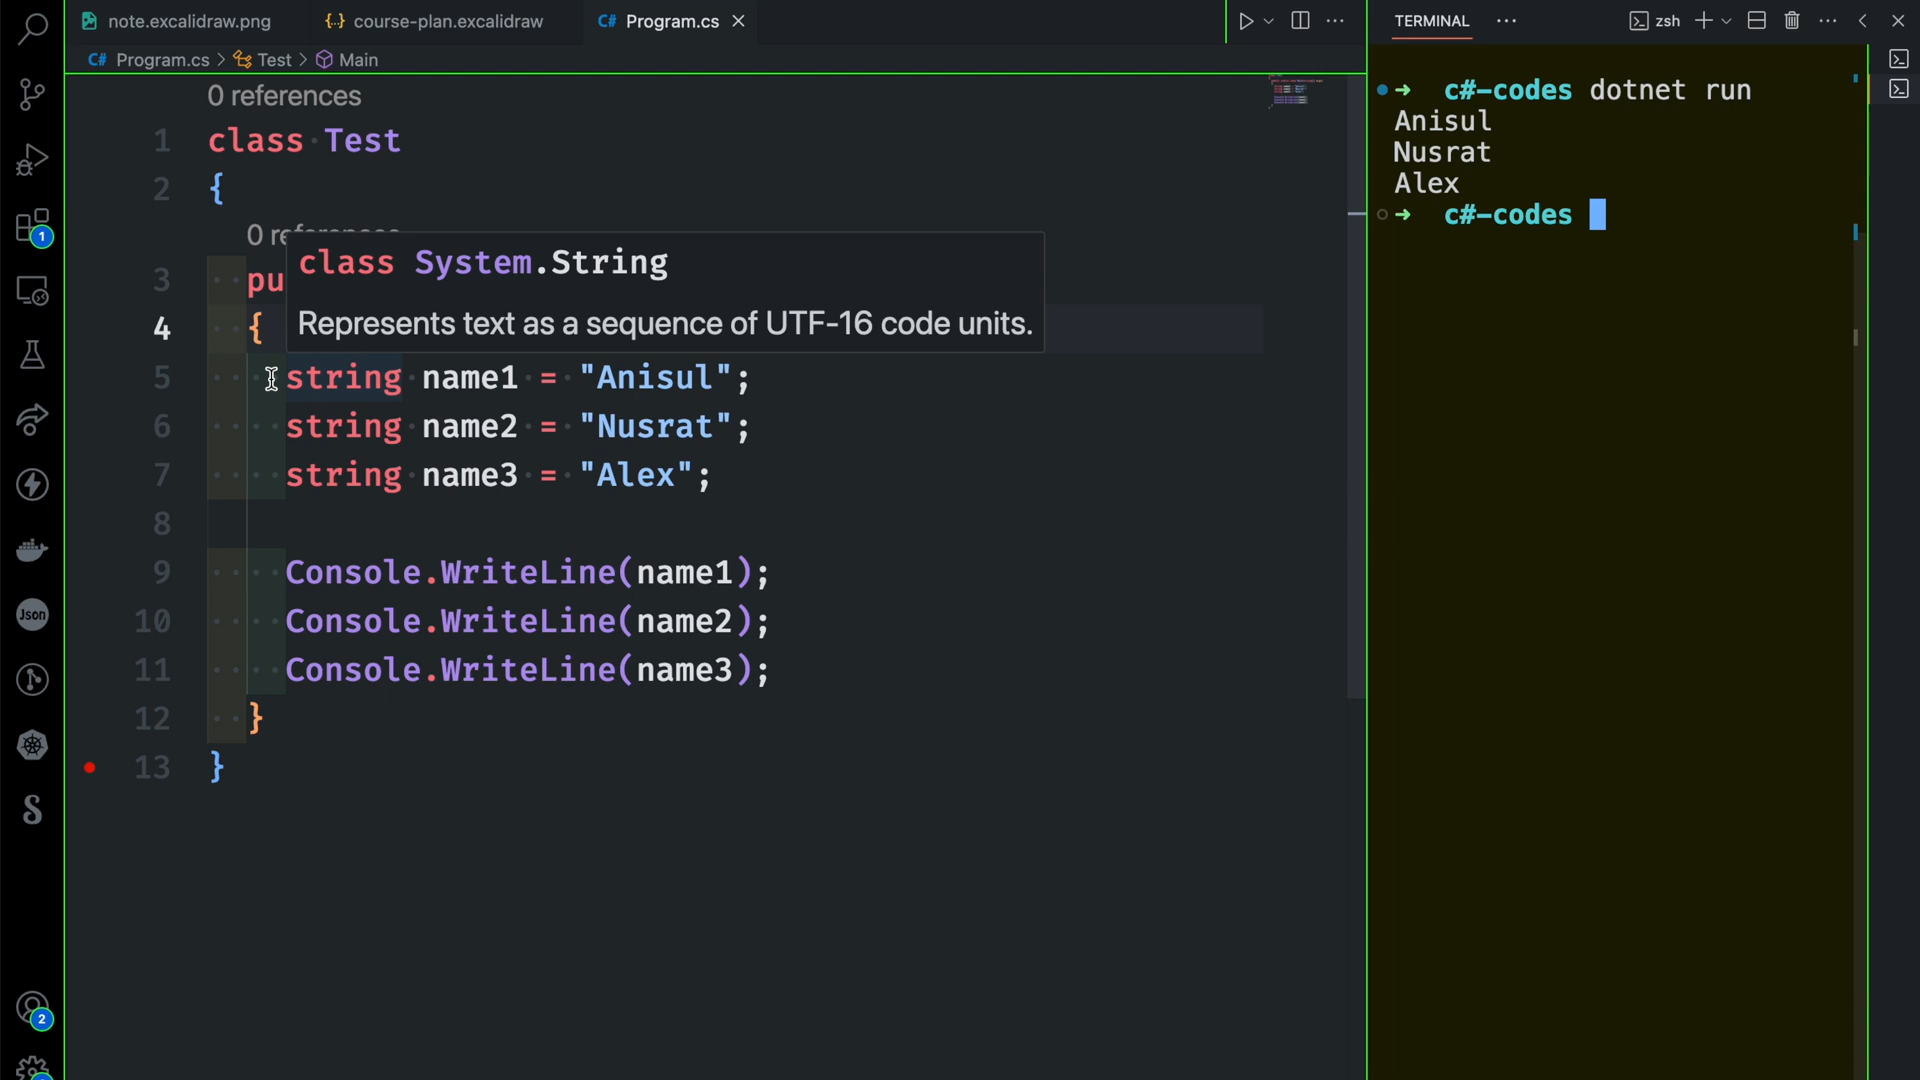 note.excalidraw.png {..} course-plan.excalidraw C# Program.cs
C# Program.cs > Test > Main
0 references
1 class Test
2 {
0
class System.String
3 pu
Represents text as a sequence of UTF-16 code units.
4 {
5 string name1 = "Anisul";
6 string name2 = "Nusrat";
7 string name3 = "Alex";
8
9 Console.WriteLine(name1);
10 Console.WriteLine(name2);
11 Console.WriteLine(name3);
12 }
13 }
1
Json
2
TERMINAL zsh
c#-codes dotnet run
Anisul
Nusrat
Alex
c#-codes